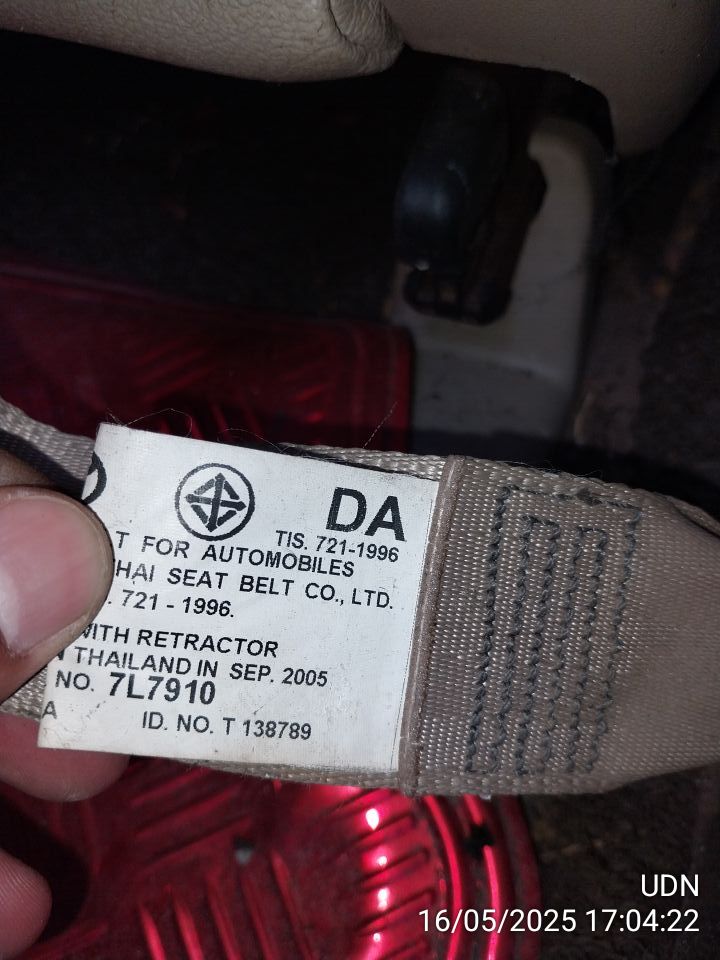 DA
TIS. 721-1996
T FOR AUTOMOBILES
HAI SEAT BELT CO., LTD.
. 721 - 1996.
WITH RETRACTOR
N THAILAND IN SEP. 2005
NO. 7L7910
A
ID. NO. T 138789
UDN
16/05/2025 17:04:22